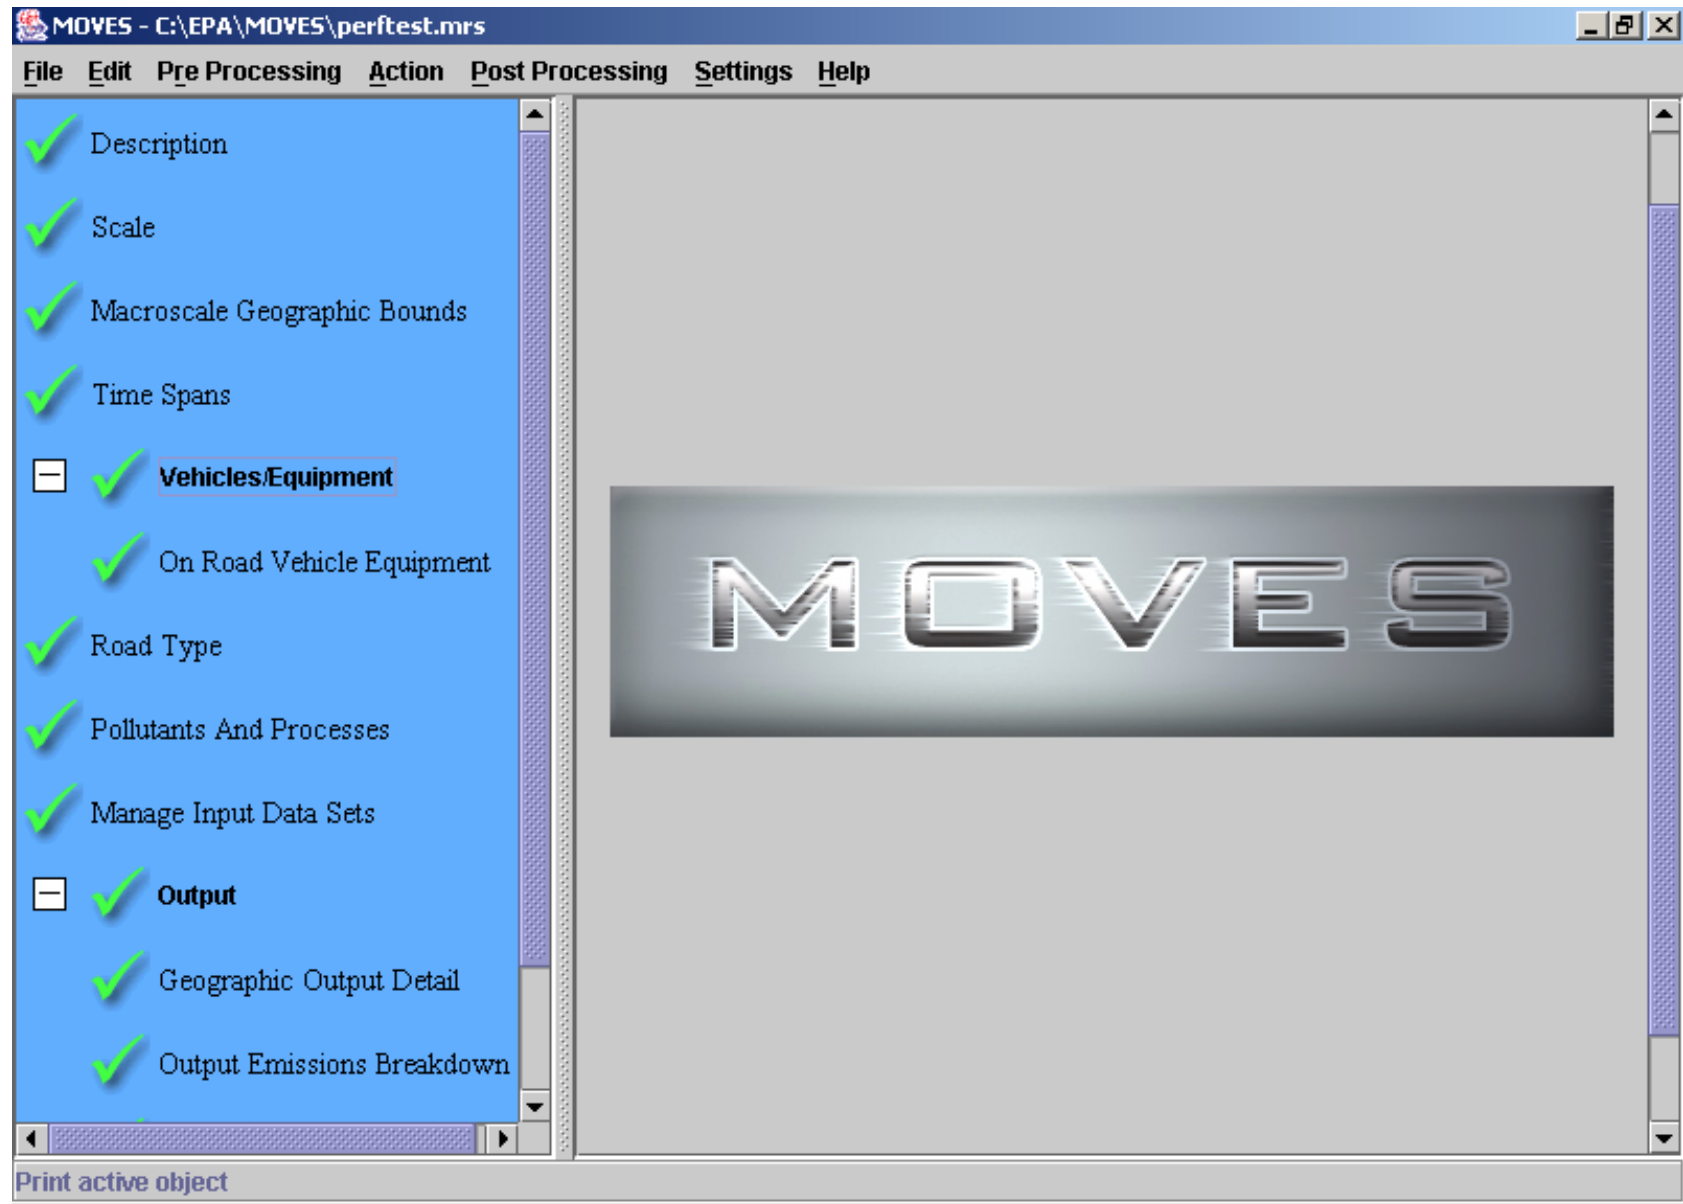 MOVES - C:\EPA\MOVES\perftest.mrs
File Edit Pre Processing Action Post Processing Settings Help
Description
Scale
Macroscale Geographic Bounds
Time Spans
Vehicles/Equipment
On Road Vehicle Equipment
Road Type
Pollutants And Processes
Manage Input Data Sets
Output
Geographic Output Detail
Output Emissions Breakdown
MOVES
Print active object